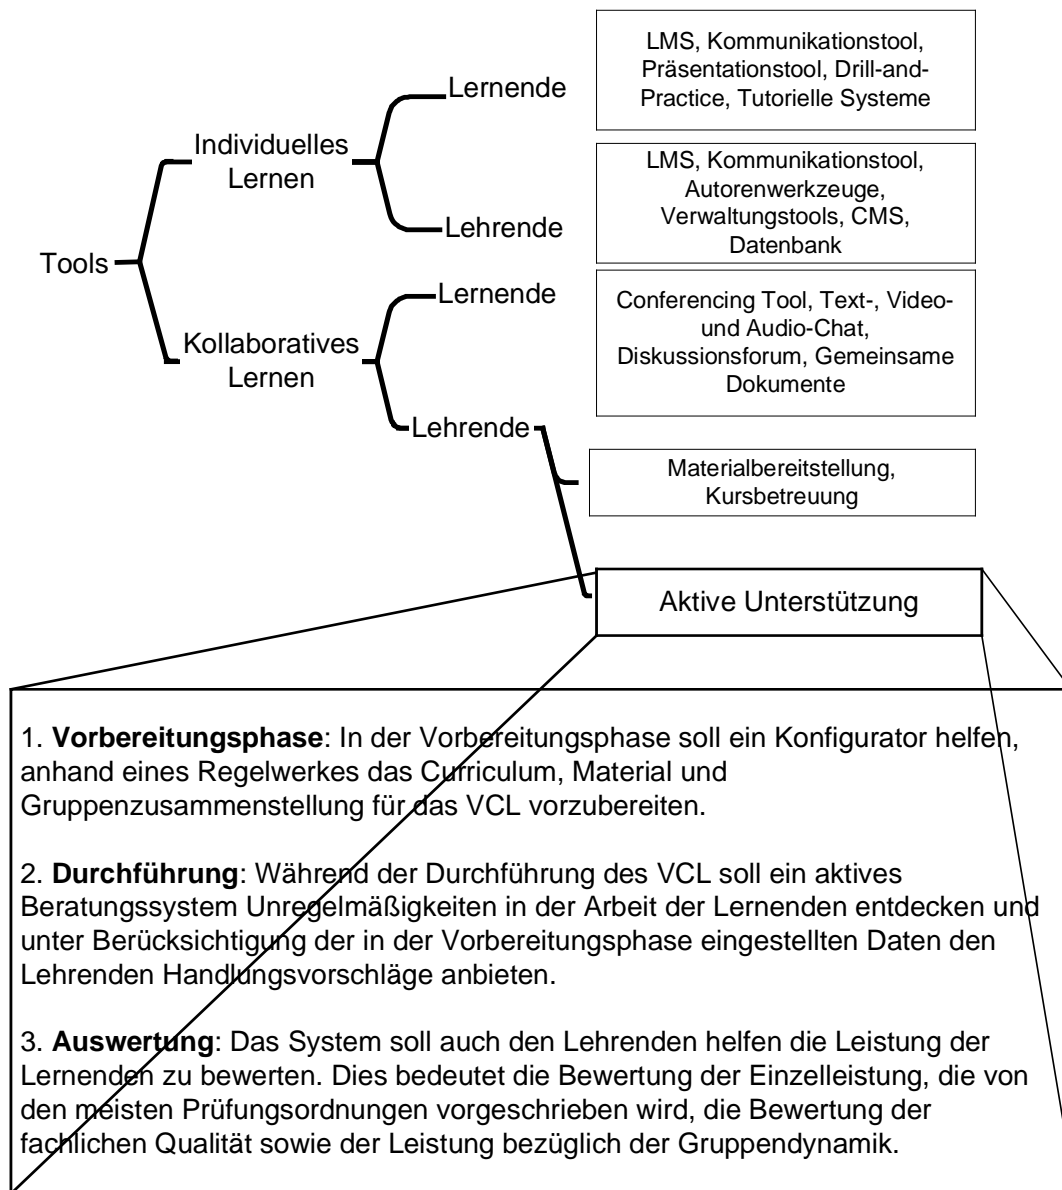 Lernende
LMS, Kommunikationstool,
Präsentationstool, Drill-and-
Practice, Tutorielle Systeme
Individuelles
Lernen
Lehrende
LMS, Kommunikationstool,
Autorenwerkzeuge,
Verwaltungstools, CMS,
Datenbank
Tools
Lernende
Conferencing Tool, Text-, Video-
und Audio-Chat,
Diskussionsforum, Gemeinsame
Dokumente
Kollaboratives
Lernen
Lehrende
Materialbereitstellung,
Kursbetreuung
Aktive Unterstützung
1. Vorbereitungsphase: In der Vorbereitungsphase soll ein Konfigurator helfen,
anhand eines Regelwerkes das Curriculum, Material und
Gruppenzusammenstellung für das VCL vorzubereiten.
2. Durchführung: Während der Durchführung des VCL soll ein aktives
Beratungssystem Unregelmäßigkeiten in der Arbeit der Lernenden entdecken und
unter Berücksichtigung der in der Vorbereitungsphase eingestellten Daten den
Lehrenden Handlungsvorschläge anbieten.
3. Auswertung: Das System soll auch den Lehrenden helfen die Leistung der
Lernenden zu bewerten. Dies bedeutet die Bewertung der Einzelleistung, die von
den meisten Prüfungsordnungen vorgeschrieben wird, die Bewertung der
fachlichen Qualität sowie der Leistung bezüglich der Gruppendynamik.